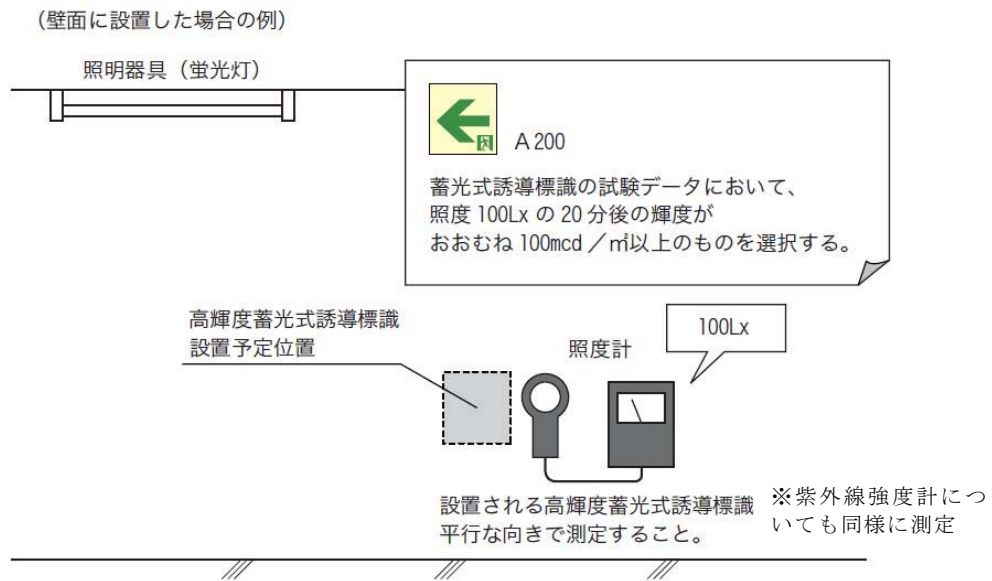 （壁面に設置した場合の例）
照明器具（蛍光灯）
A 200
蓄光式誘導標識の試験データにおいて、
照度 100Lx の 20 分後の輝度が
おおむね 100mcd ／㎡以上のものを選択する。
高輝度蓄光式誘導標識
設置予定位置
照度計
100Lx
設置される高輝度蓄光式誘導標識
平行な向きで測定すること。
※紫外線強度計につ
いても同様に測定